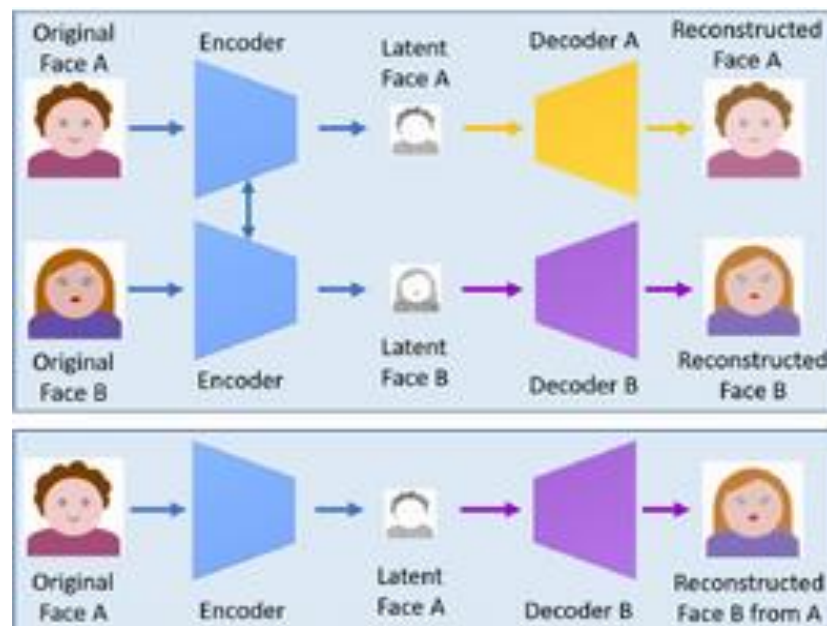 Original
Face A
Encoder
Latent
Face A
Decoder A
Reconstructed
Face A
Original
Face B
Encoder
Latent
Face B
Decoder B
Reconstructed
Face B
Original
Face A
Encoder
Latent
Face A
Decoder B
Reconstructed
Face B from A